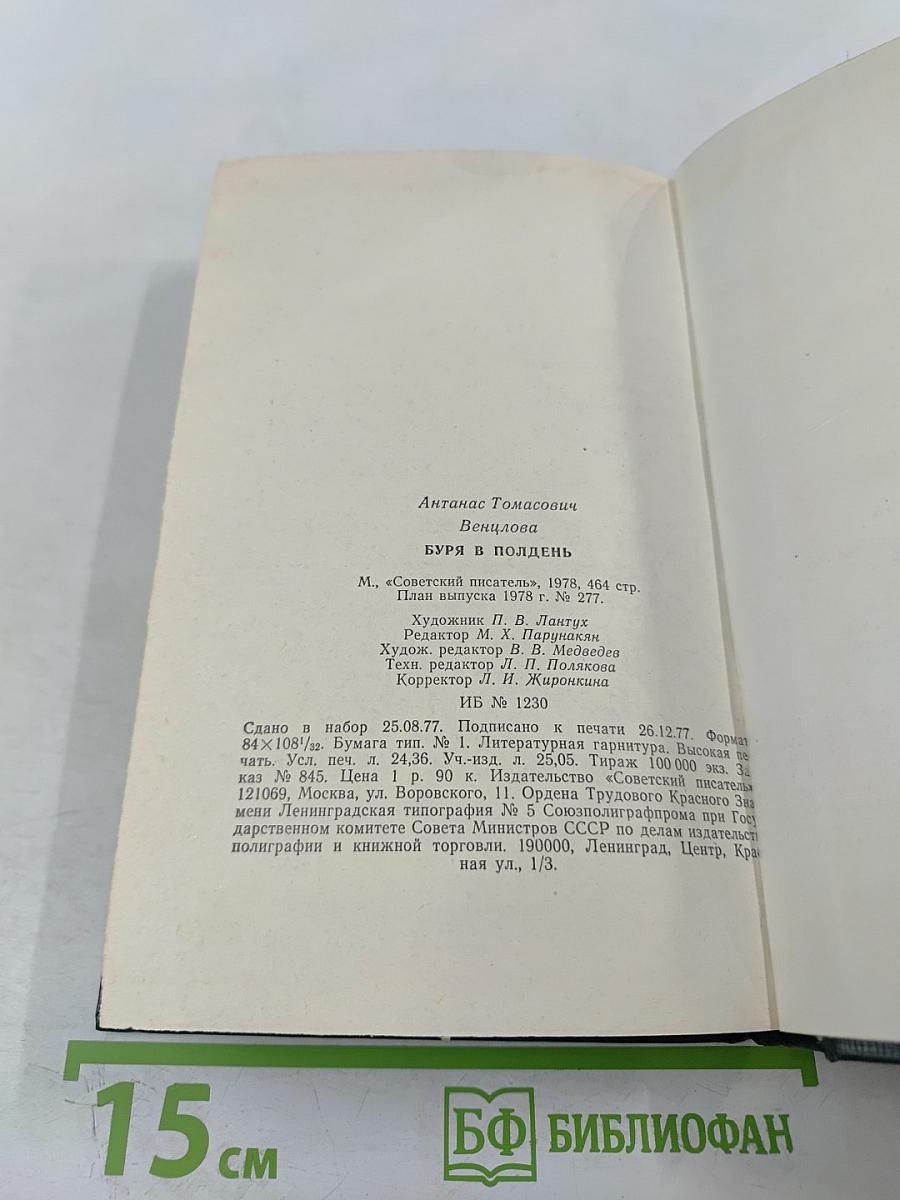 Антанас Томасович
Венцлова
БУРЯ В ПОЛДЕНЬ
М., «Советский писатель», 1978, 464 стр.
План выпуска 1978 г. № 277.
Художник П. В. Лантух
Редактор М. Х. Парунакян
Худож. редактор В. В. Медведев
Техн. редактор Л. П. Полякова
Корректор Л. И. Жиронкина
ИБ № 1230
Сдано в набор 25.08.77. Подписано к печати 26.12.77. Формат
84×108¹/₃₂. Бумага тип. № 1. Литературная гарнитура. Высокая пе-
чать. Усл. печ. л. 24,36. Уч.-изд. л. 25,05. Тираж 100 000 экз. За-
каз № 845. Цена 1 р. 90 к. Издательство «Советский писатель»
121069, Москва, ул. Воровского, 11. Ордена Трудового Красного Зна
мени Ленинградская типография № 5 Союзполиграфпрома при Госу
дарственном комитете Совета Министров СССР по делам издательст
полиграфии и книжной торговли. 190000, Ленинград, Центр, Крас
ная ул., 1/3.
15 см
БФ БИБЛИОФАН